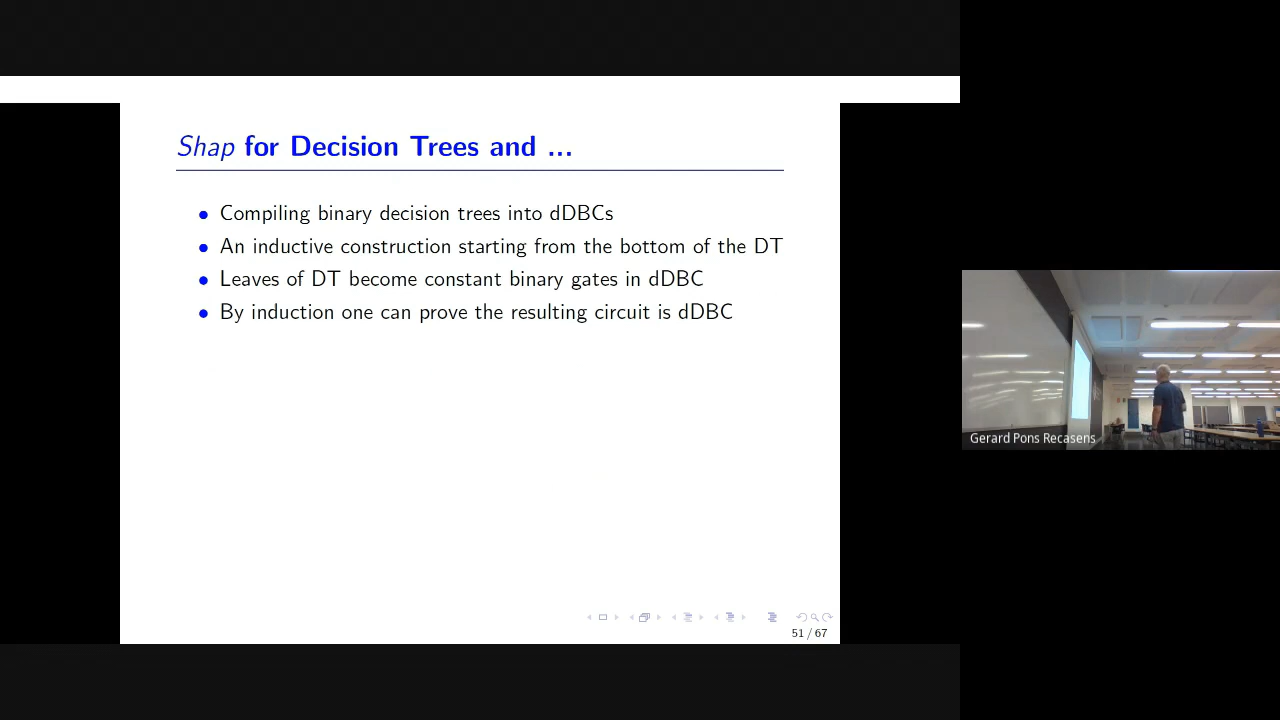 Shap for Decision Trees and ...
• Compiling binary decision trees into dDBCs
• An inductive construction starting from the bottom of the DT
• Leaves of DT become constant binary gates in dDBC
• By induction one can prove the resulting circuit is dDBC
51 / 67
Gerard Pons Recasens